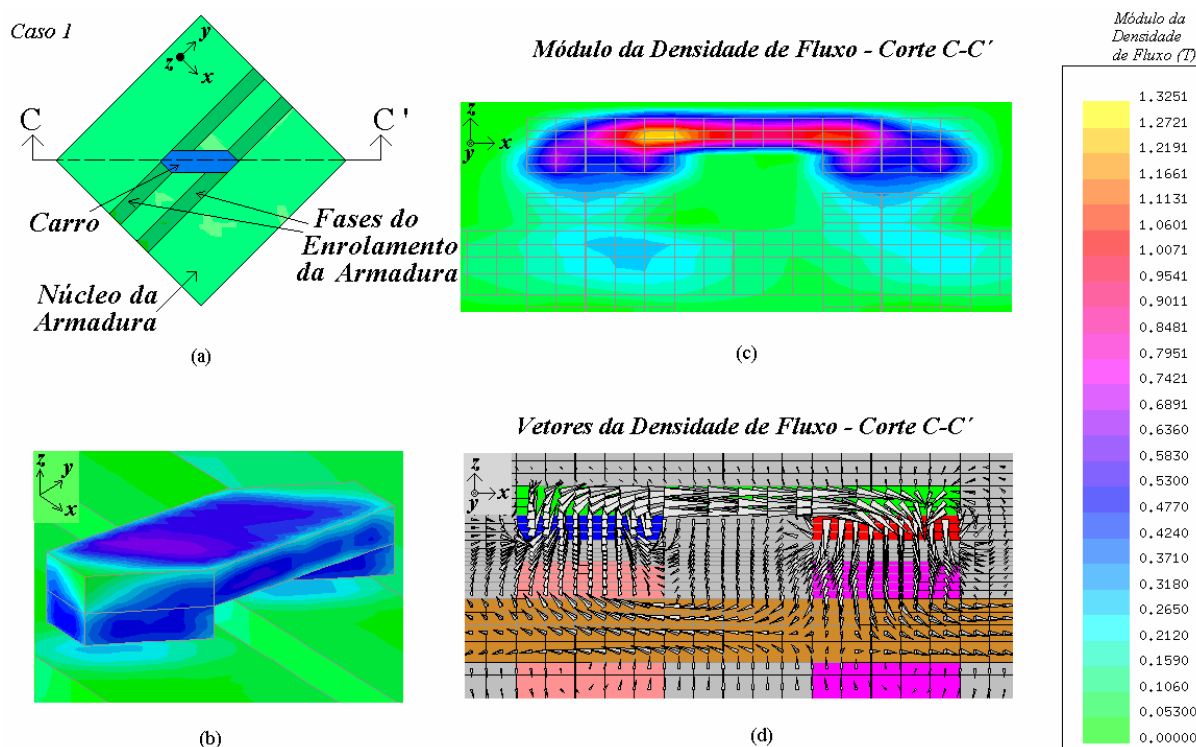 Caso 1
y
z
x
C
C'
Carro
Fases do
Enrolamento
da Armadura
Núcleo da
Armadura
(a)
Módulo da Densidade de Fluxo - Corte C-C´
z
y
x
(c)
z
y
x
(b)
Vetores da Densidade de Fluxo - Corte C-C´
z
y
x
(d)
Módulo da
Densidade
de Fluxo (T)
1.3251
1.2721
1.2191
1.1661
1.1131
1.0601
1.0071
0.9541
0.9011
0.8481
0.7951
0.7421
0.6891
0.6360
0.5830
0.5300
0.4770
0.4240
0.3710
0.3180
0.2650
0.2120
0.1590
0.1060
0.05300
0.00000